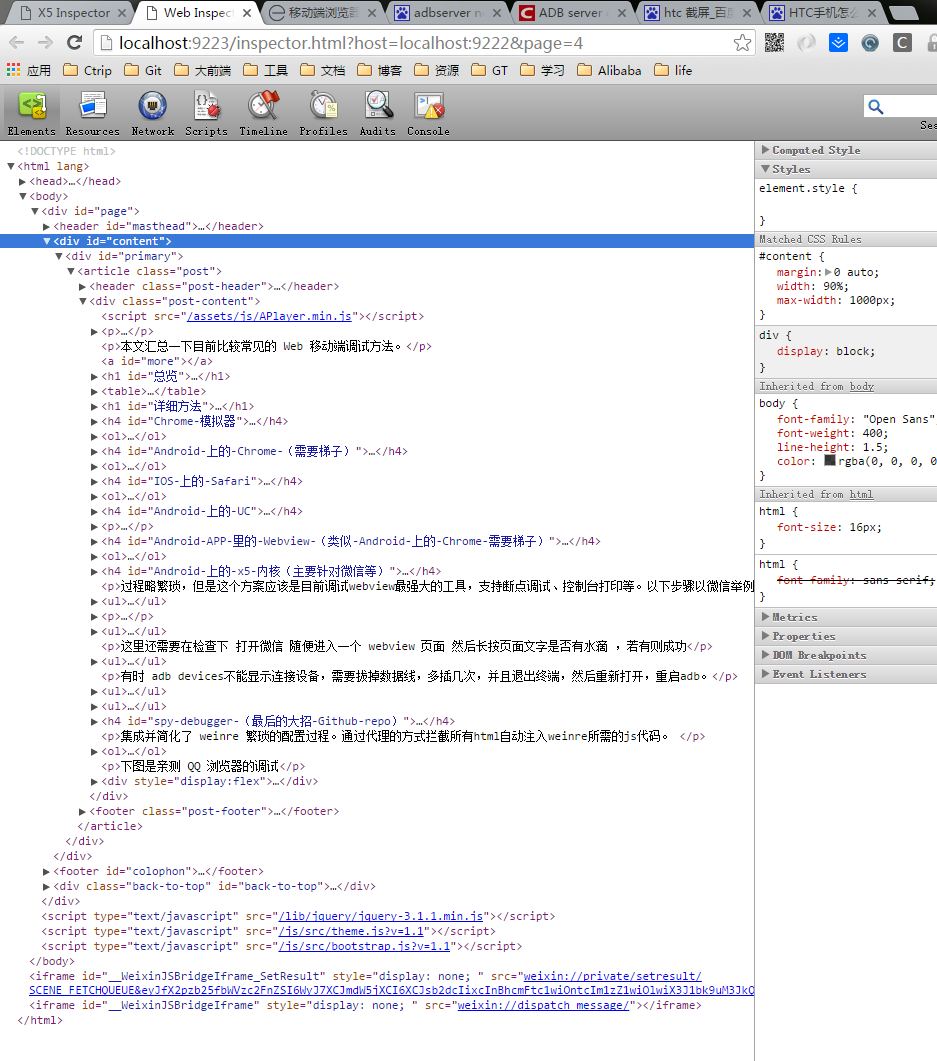 X5 Inspector
Web Inspect
移动端浏览器
adbserver n
ADB server
htc 截屏_百度
HTC手机怎么
localhost:9223/inspector.html?host=localhost:9222&page=4
应用 Ctrip Git 大前端 工具 文档 博客 资源 GT 学习 Alibaba life
Elements Resources Network Scripts Timeline Profiles Audits Console
Sea
<!DOCTYPE html>
▼<html lang>
▶<head>…</head>
▼<body>
▼<div id="page">
▶<header id="masthead">…</header>
▼<div id="content">
▼<div id="primary">
▼<article class="post">
▶<header class="post-header">…</header>
▼<div class="post-content">
<script src="/assets/js/APlayer.min.js"></script>
▶<p>…</p>
<p>本文汇总一下目前比较常见的 Web 移动端调试方法。</p>
<a id="more"></a>
▶<h1 id="总览">…</h1>
▶<table>…</table>
▶<h1 id="详细方法">…</h1>
▶<h4 id="Chrome-模拟器">…</h4>
▶<ol>…</ol>
▶<h4 id="Android-上的-Chrome-（需要梯子）">…</h4>
▶<ol>…</ol>
▶<h4 id="IOS-上的-Safari">…</h4>
▶<ol>…</ol>
▶<h4 id="Android-上的-UC">…</h4>
▶<p>…</p>
▶<h4 id="Android-APP-里的-Webview-（类似-Android-上的-Chrome-需要梯子）">…</h4>
▶<ol>…</ol>
▶<h4 id="Android-上的-x5-内核（主要针对微信等）">…</h4>
<p>过程略繁琐，但是这个方案应该是目前调试webview最强大的工具，支持断点调试、控制台打印等。以下步骤以微信举例
▶<ul>…</ul>
▶<p>…</p>
▶<ul>…</ul>
<p>这里还需要在检查下 打开微信 随便进入一个 webview 页面 然后长按页面文字是否有水滴 ，若有则成功</p>
▶<ul>…</ul>
<p>有时 adb devices不能显示连接设备，需要拔掉数据线，多插几次，并且退出终端，然后重新打开，重启adb。</p>
▶<ul>…</ul>
▶<ul>…</ul>
▶<h4 id="spy-debugger-（最后的大招-Github-repo）">…</h4>
<p>集成并简化了 weinre 繁琐的配置过程。通过代理的方式拦截所有html自动注入weinre所需的js代码。 </p>
▶<ol>…</ol>
<p>下图是亲测 QQ 浏览器的调试</p>
▶<div style="display:flex">…</div>
</div>
▶<footer class="post-footer">…</footer>
</article>
</div>
</div>
▶<footer id="colophon">…</footer>
▶<div class="back-to-top" id="back-to-top">…</div>
</div>
<script type="text/javascript" src="/lib/jquery/jquery-3.1.1.min.js"></script>
<script type="text/javascript" src="/js/src/theme.js?v=1.1"></script>
<script type="text/javascript" src="/js/src/bootstrap.js?v=1.1"></script>
</body>
<iframe id="__WeixinJSBridgeIframe_SetResult" style="display: none; " src="weixin://private/setresult/
<iframe id="__WeixinJSBridgeIframe" style="display: none; " src="weixin://dispatch_message/"></iframe>
</html>
▶Computed Style
▼Styles
element.style {
}
Matched CSS Rules
#content {
margin:▶0 auto;
width: 90%;
max-width: 1000px;
}
div {
display: block;
}
Inherited from body
body {
font-family: "Open Sans",
font-weight: 400;
line-height: 1.5;
color: rgba(0, 0, 0, 0
}
Inherited from html
html {
font-size: 16px;
}
html {
font-family: sans-serif;
}
▶Metrics
▶Properties
▶DOM Breakpoints
▶Event Listeners